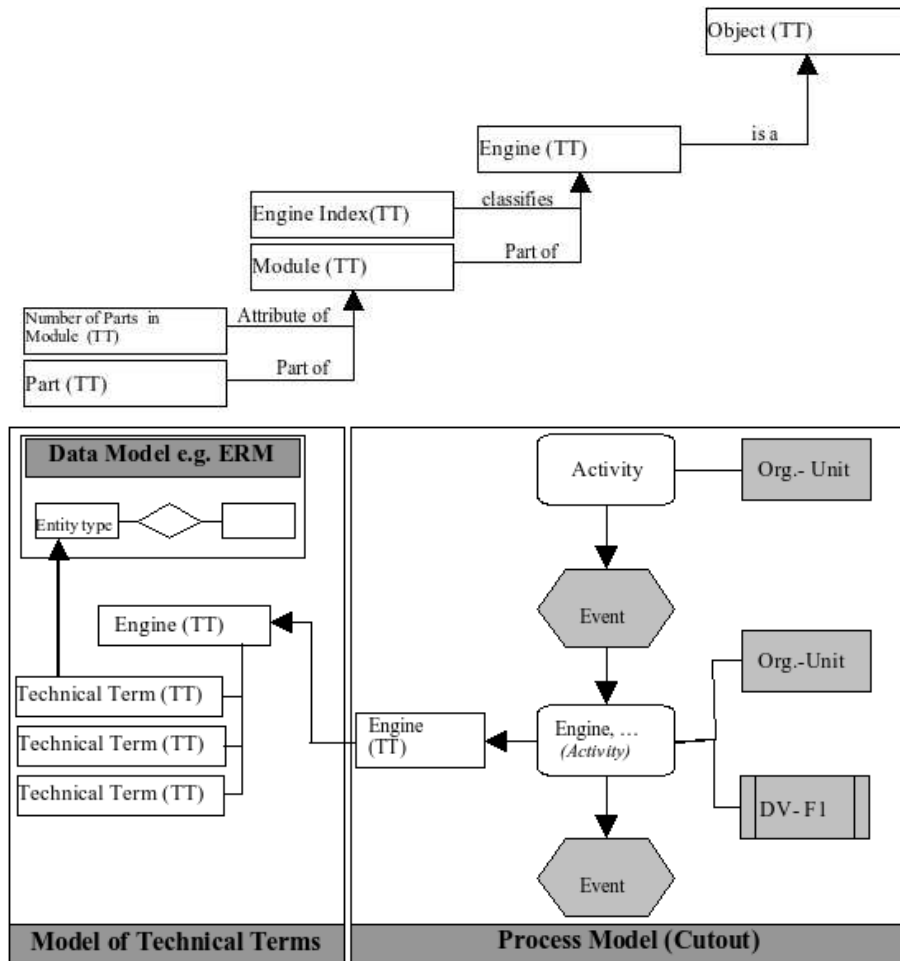 Object (TT)
is a
Engine (TT)
classifies
Engine Index(TT)
Part of
Module (TT)
Number of Parts in
Module (TT)
Attribute of
Part of
Part (TT)
Data Model e.g. ERM
Entity type
Engine (TT)
Technical Term (TT)
Technical Term (TT)
Technical Term (TT)
Model of Technical Terms
Activity
Org.- Unit
Event
Org.-Unit
Engine
(TT)
Engine, ...
(Activity)
DV- F1
Event
Process Model (Cutout)